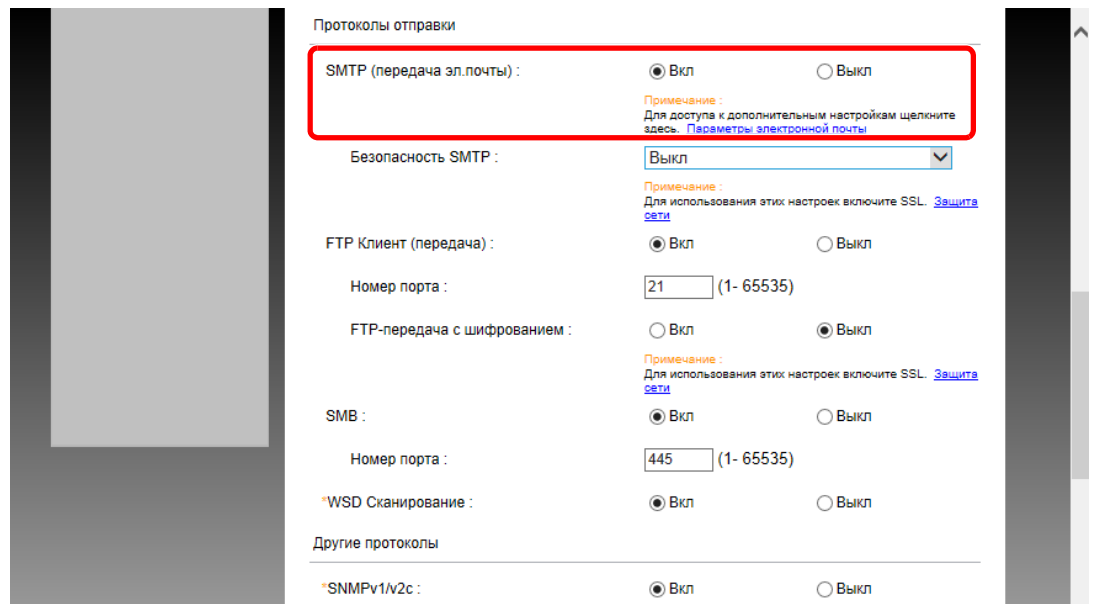 Протоколы отправки
SMTP (передача эл.почты) : Вкл Выкл
Примечание :
Для доступа к дополнительным настройкам щелкните
здесь. Параметры электронной почты
Безопасность SMTP : Выкл
Примечание :
Для использования этих настроек включите SSL. Защита
сети
FTP Клиент (передача) : Вкл Выкл
Номер порта : 21 (1- 65535)
FTP-передача с шифрованием : Вкл Выкл
Примечание :
Для использования этих настроек включите SSL. Защита
сети
SMB : Вкл Выкл
Номер порта : 445 (1- 65535)
*WSD Сканирование : Вкл Выкл
Другие протоколы
*SNMPv1/v2c : Вкл Выкл